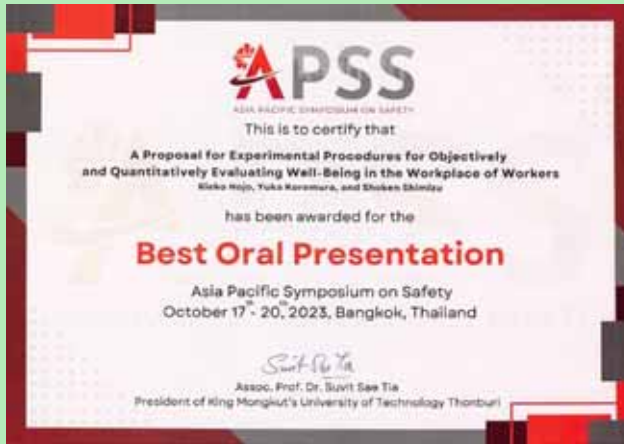 APSS
ASIA PACIFIC SYMPOSIUM ON SAFETY
This is to certify that
A Proposal for Experimental Procedures for Objectively
and Quantitatively Evaluating Well-Being in the Workplace of Workers
Rieko Hojo, Yuka Koremura, and Shoken Shimizu
has been awarded for the
Best Oral Presentation
Asia Pacific Symposium on Safety
October 17th - 20th, 2023, Bangkok, Thailand
Assoc. Prof. Dr. Suvit Sae Tia
President of King Mongkut's University of Technology Thonburi